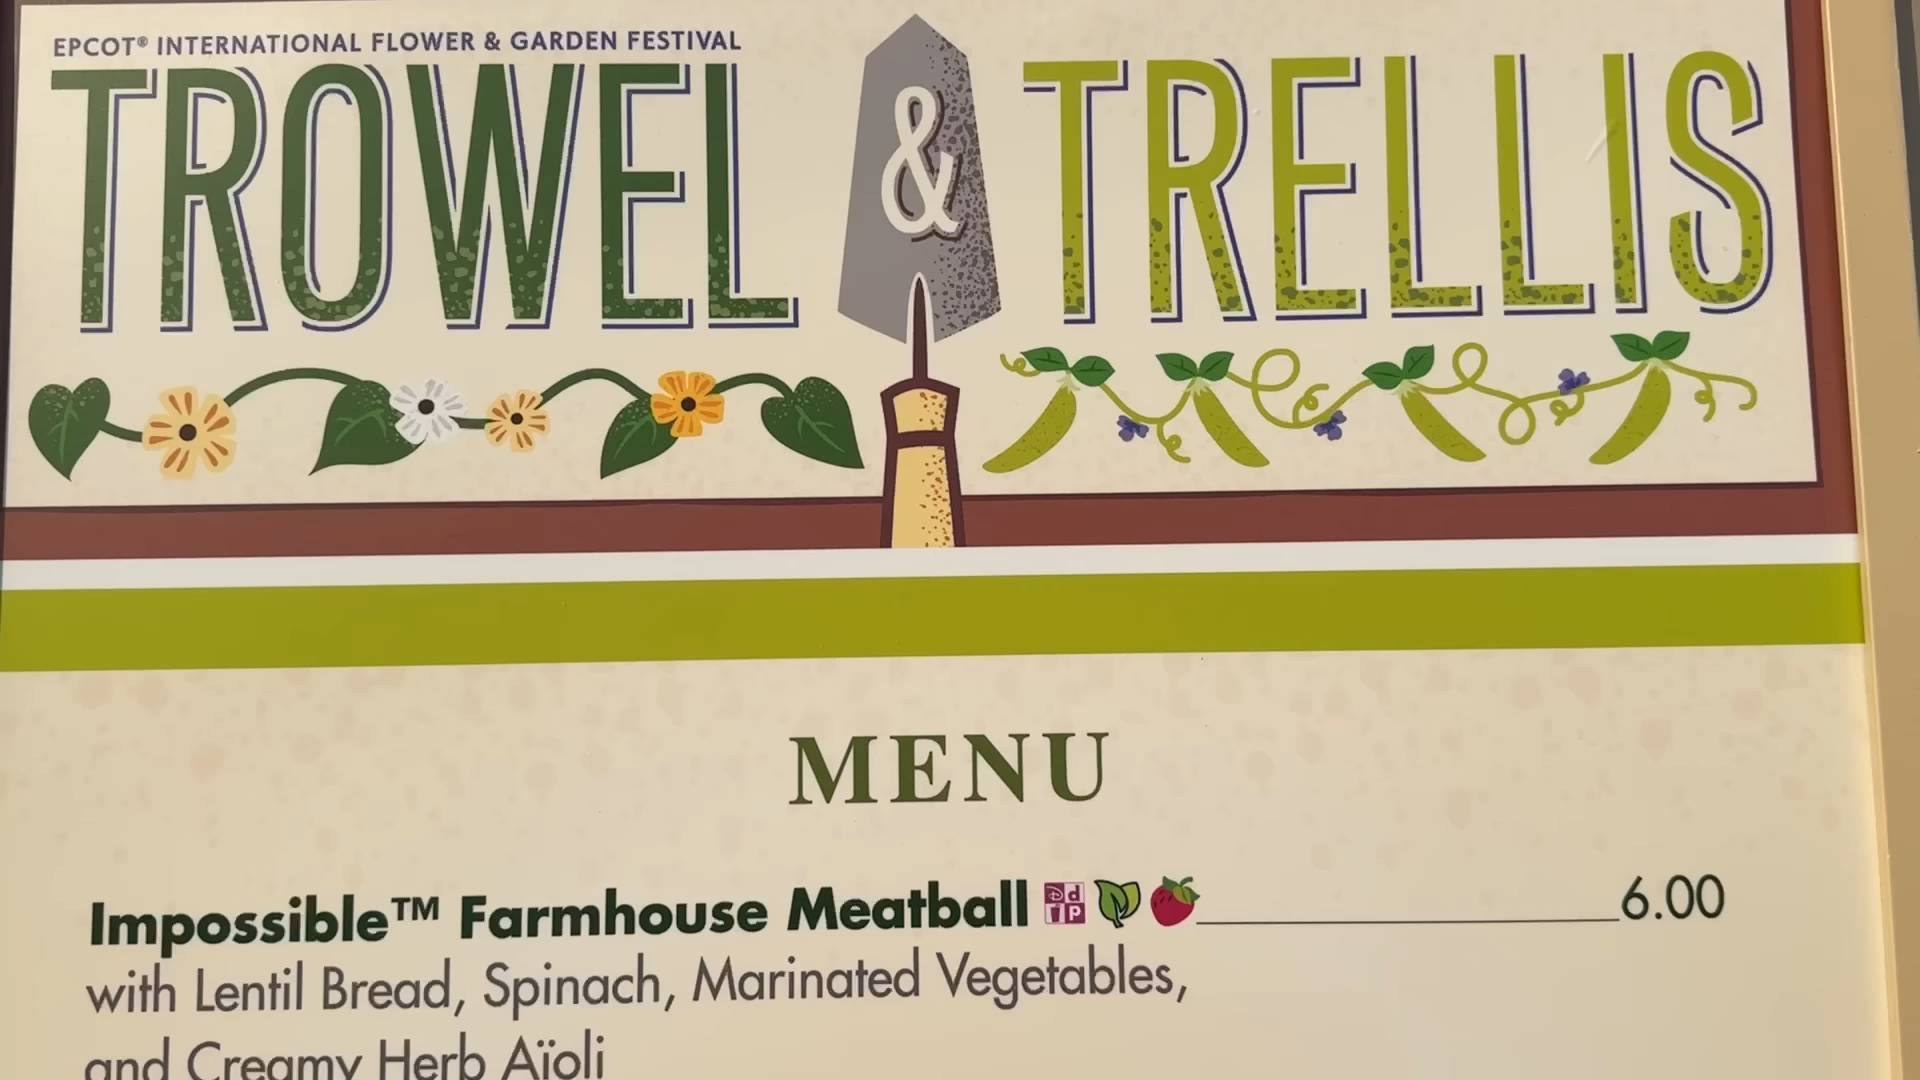 EPCOT® INTERNATIONAL FLOWER & GARDEN FESTIVAL
TROWEL & TRELLIS
MENU
Impossible™ Farmhouse Meatball DdiP 6.00
with Lentil Bread, Spinach, Marinated Vegetables,
and Creamy Herb Aïoli